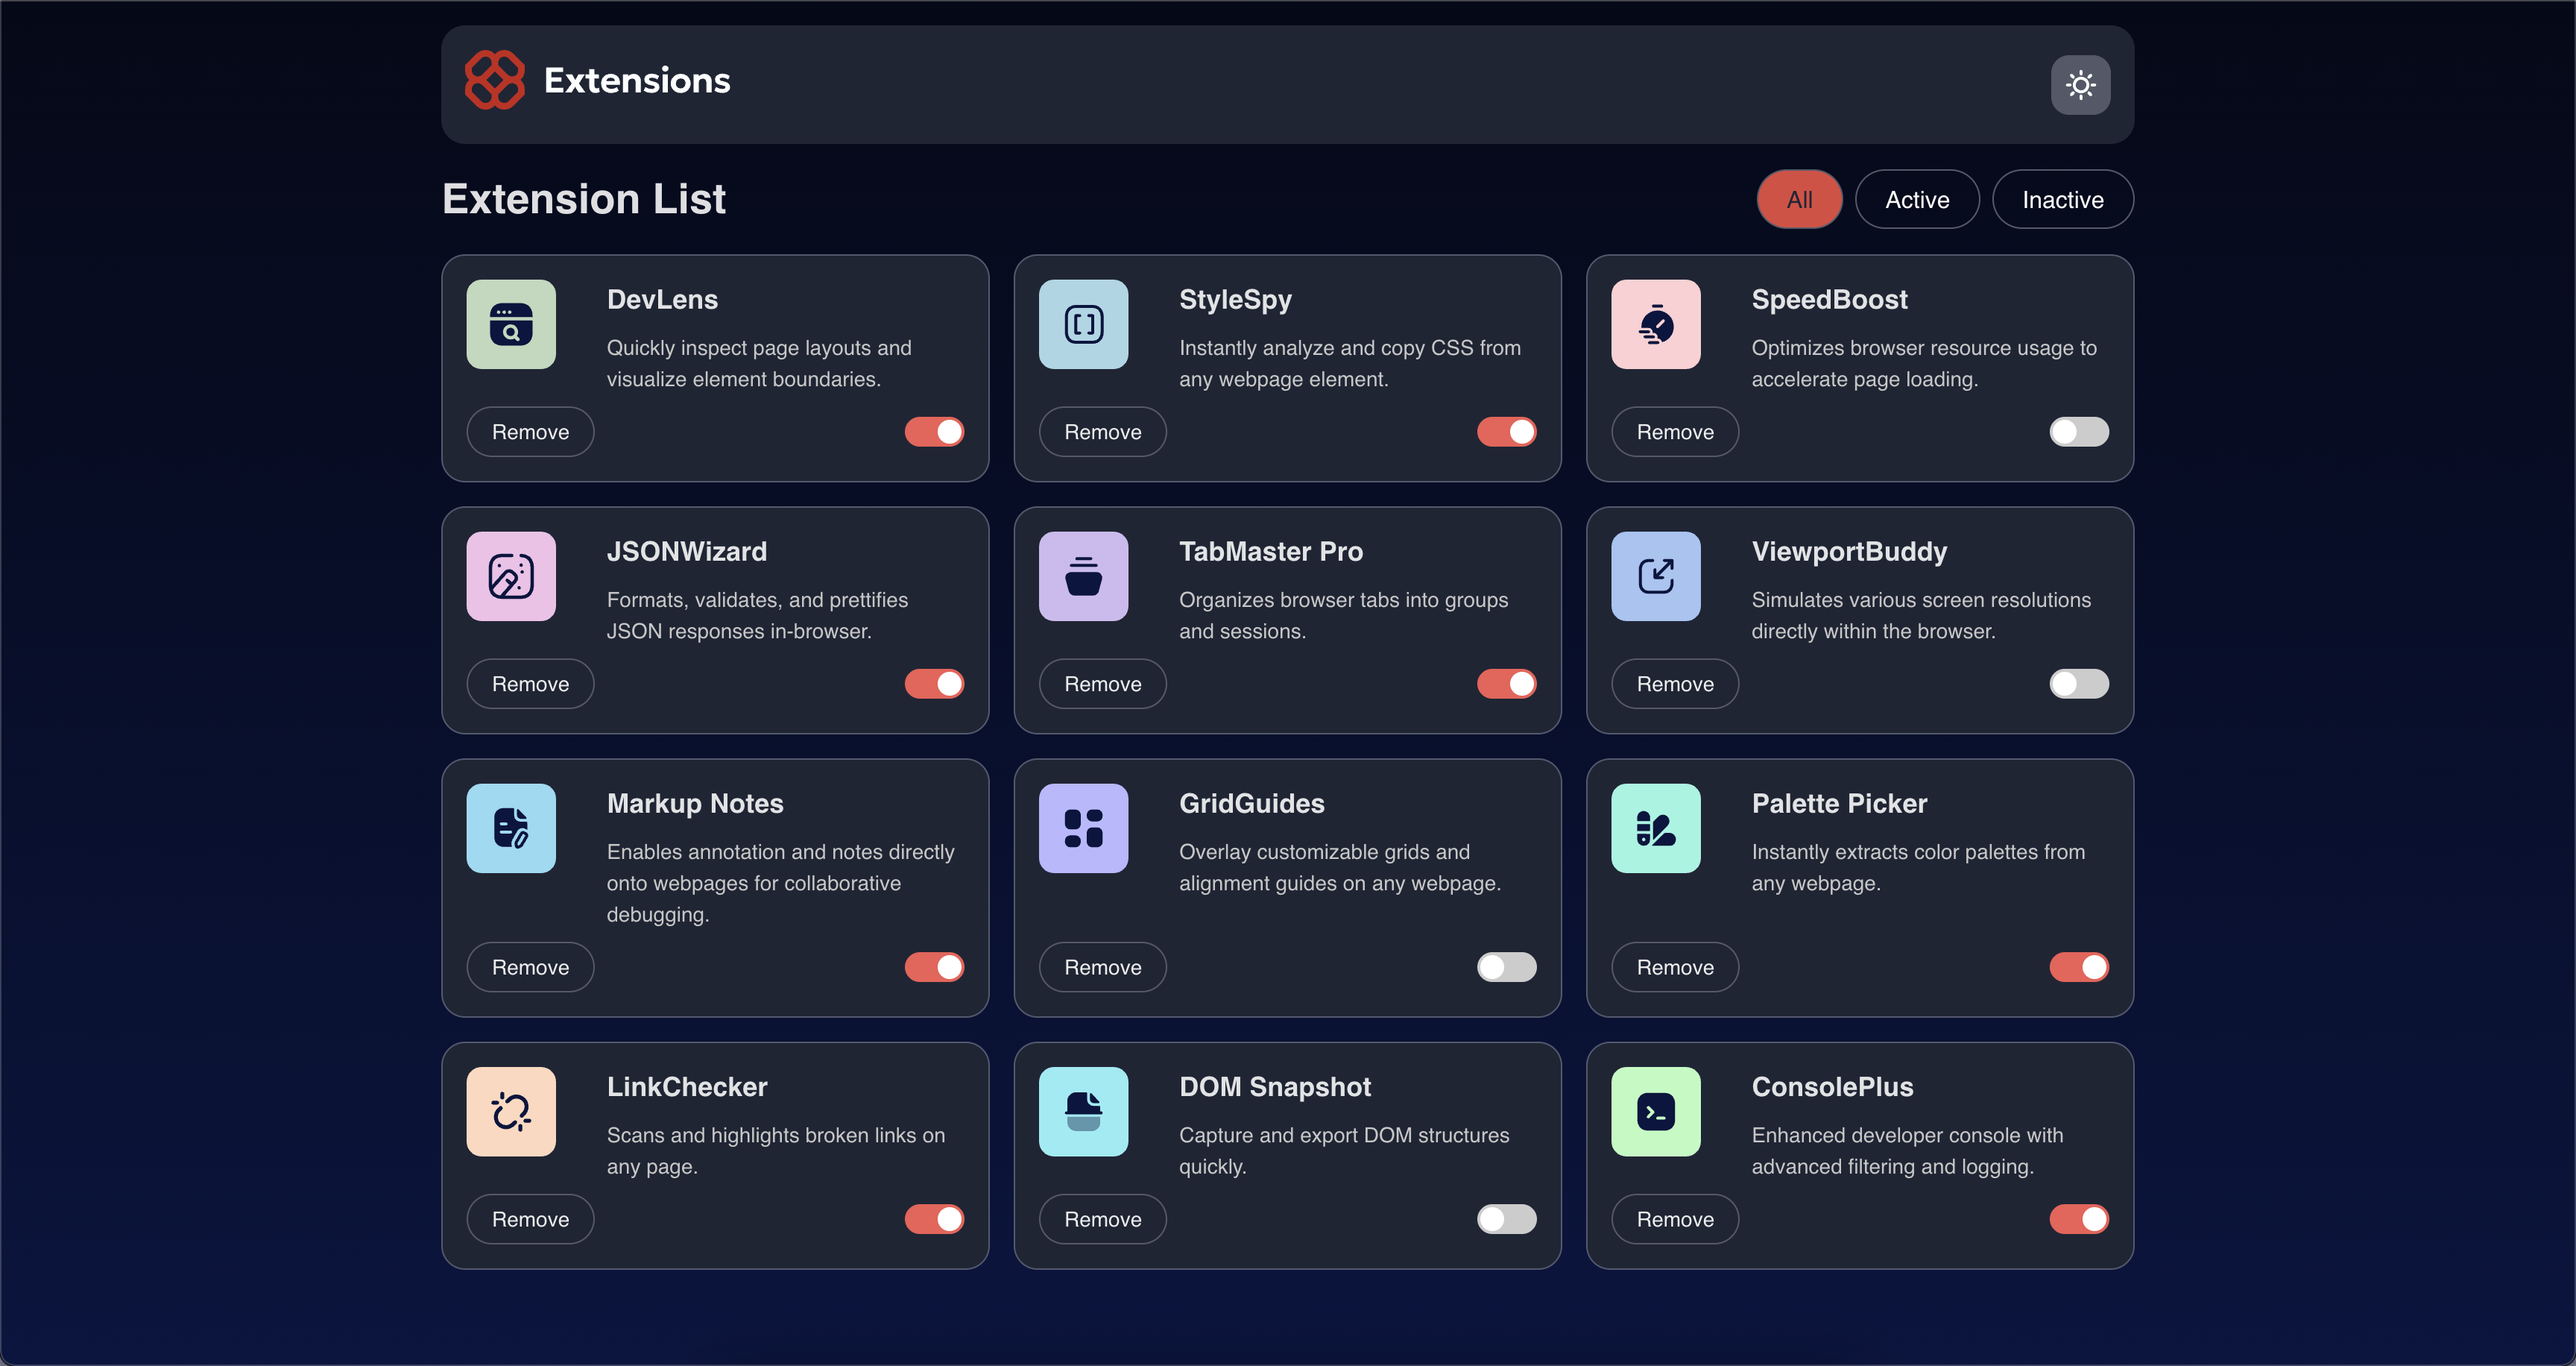 Extensions
Extension List
All
Active
Inactive
DevLens
Quickly inspect page layouts and
visualize element boundaries.
Remove
StyleSpy
Instantly analyze and copy CSS from
any webpage element.
Remove
SpeedBoost
Optimizes browser resource usage to
accelerate page loading.
Remove
JSONWizard
Formats, validates, and prettifies
JSON responses in-browser.
Remove
TabMaster Pro
Organizes browser tabs into groups
and sessions.
Remove
ViewportBuddy
Simulates various screen resolutions
directly within the browser.
Remove
Markup Notes
Enables annotation and notes directly
onto webpages for collaborative
debugging.
Remove
GridGuides
Overlay customizable grids and
alignment guides on any webpage.
Remove
Palette Picker
Instantly extracts color palettes from
any webpage.
Remove
LinkChecker
Scans and highlights broken links on
any page.
Remove
DOM Snapshot
Capture and export DOM structures
quickly.
Remove
ConsolePlus
Enhanced developer console with
advanced filtering and logging.
Remove